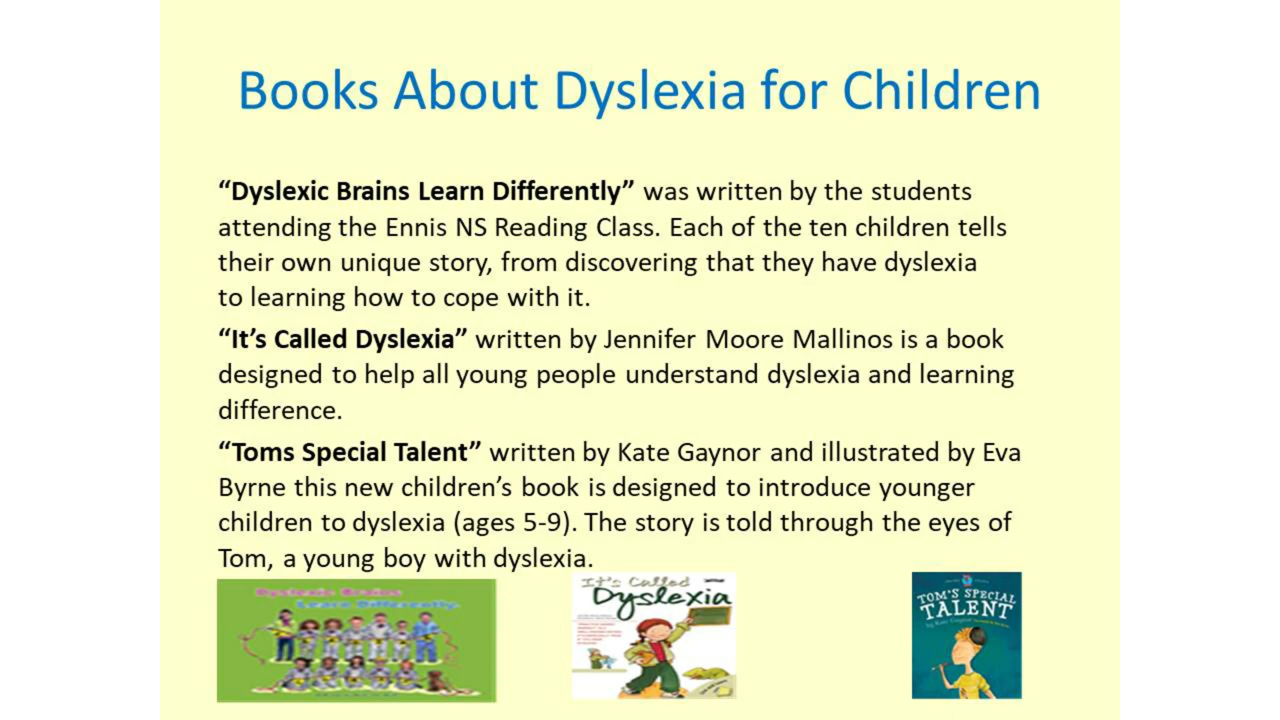 Books About Dyslexia for Children
“Dyslexic Brains Learn Differently” was written by the students
attending the Ennis NS Reading Class. Each of the ten children tells
their own unique story, from discovering that they have dyslexia
to learning how to cope with it.
“It’s Called Dyslexia” written by Jennifer Moore Mallinos is a book
designed to help all young people understand dyslexia and learning
difference.
“Toms Special Talent” written by Kate Gaynor and illustrated by Eva
Byrne this new children’s book is designed to introduce younger
children to dyslexia (ages 5-9). The story is told through the eyes of
Tom, a young boy with dyslexia.
Dyslexic Brains
Learn Differently
It's Called
Dyslexia
TOM'S SPECIAL
TALENT
by Kate Gaynor